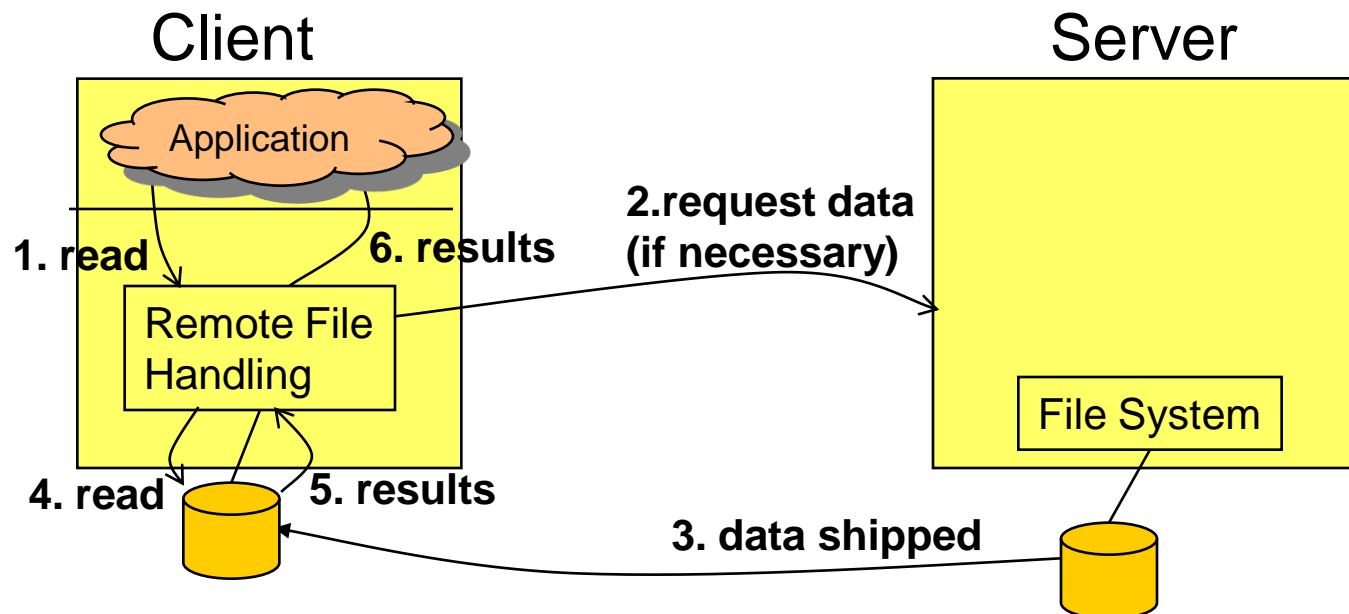 Client
Server
Application
1. read
6. results
2.request data
(if necessary)
Remote File
Handling
File System
4. read
5. results
3. data shipped